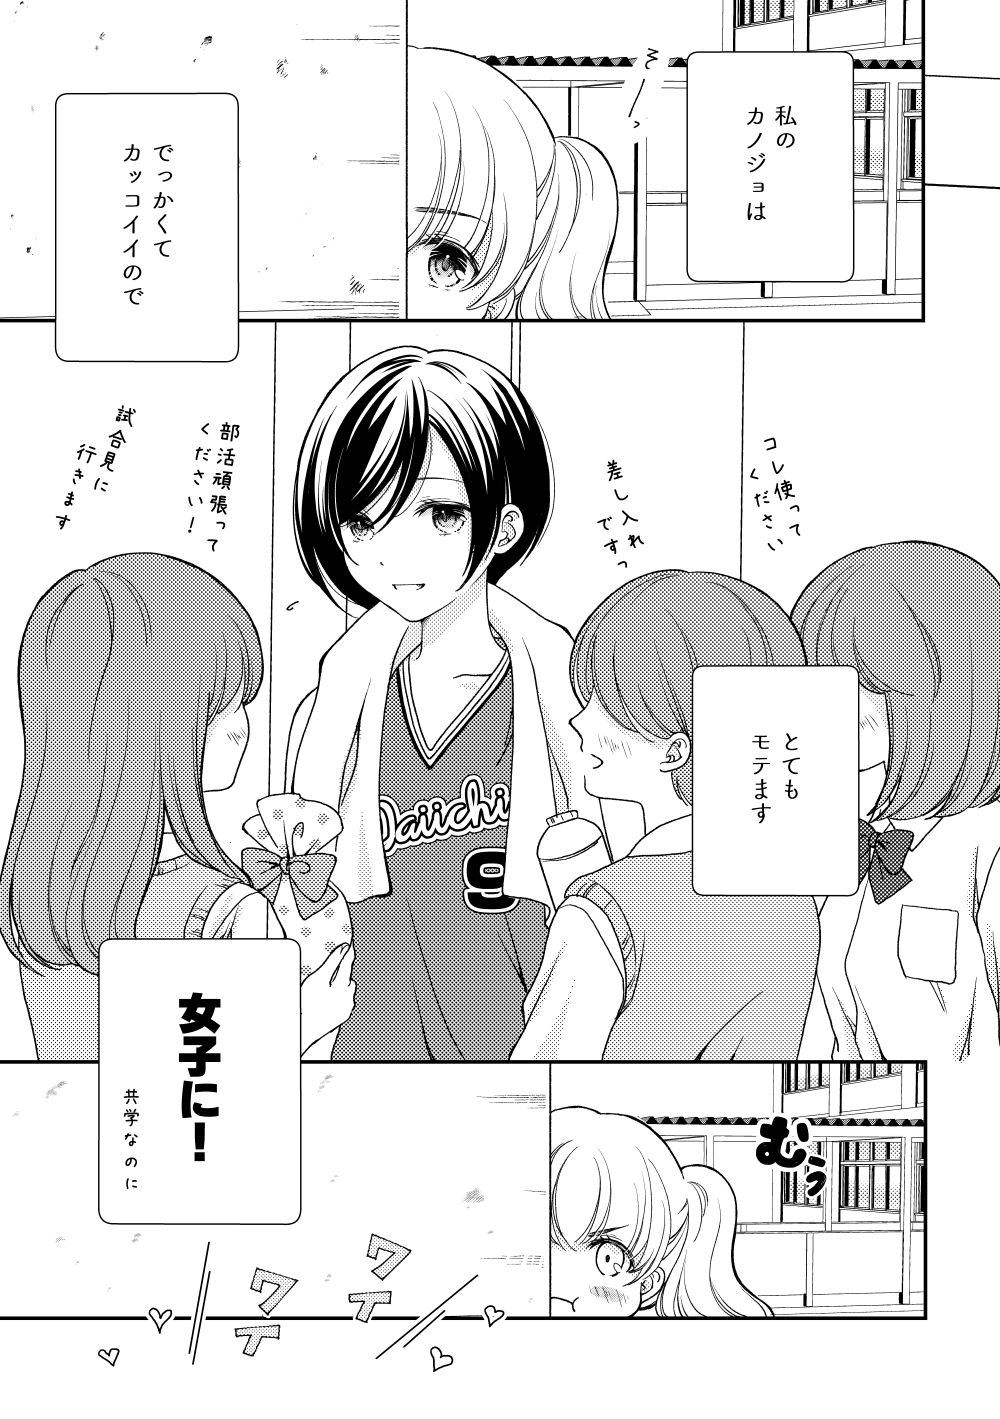 私の
カノジョは
そーっ
でっかくて
カッコイイので
コレ使って
ください
差し入れ
ですっ
部活頑張って
ください!
試合見に
行きます
Daiichi
9
とても
モテます
女子に!
共学なのに
むぅ
ワイ
ワイ